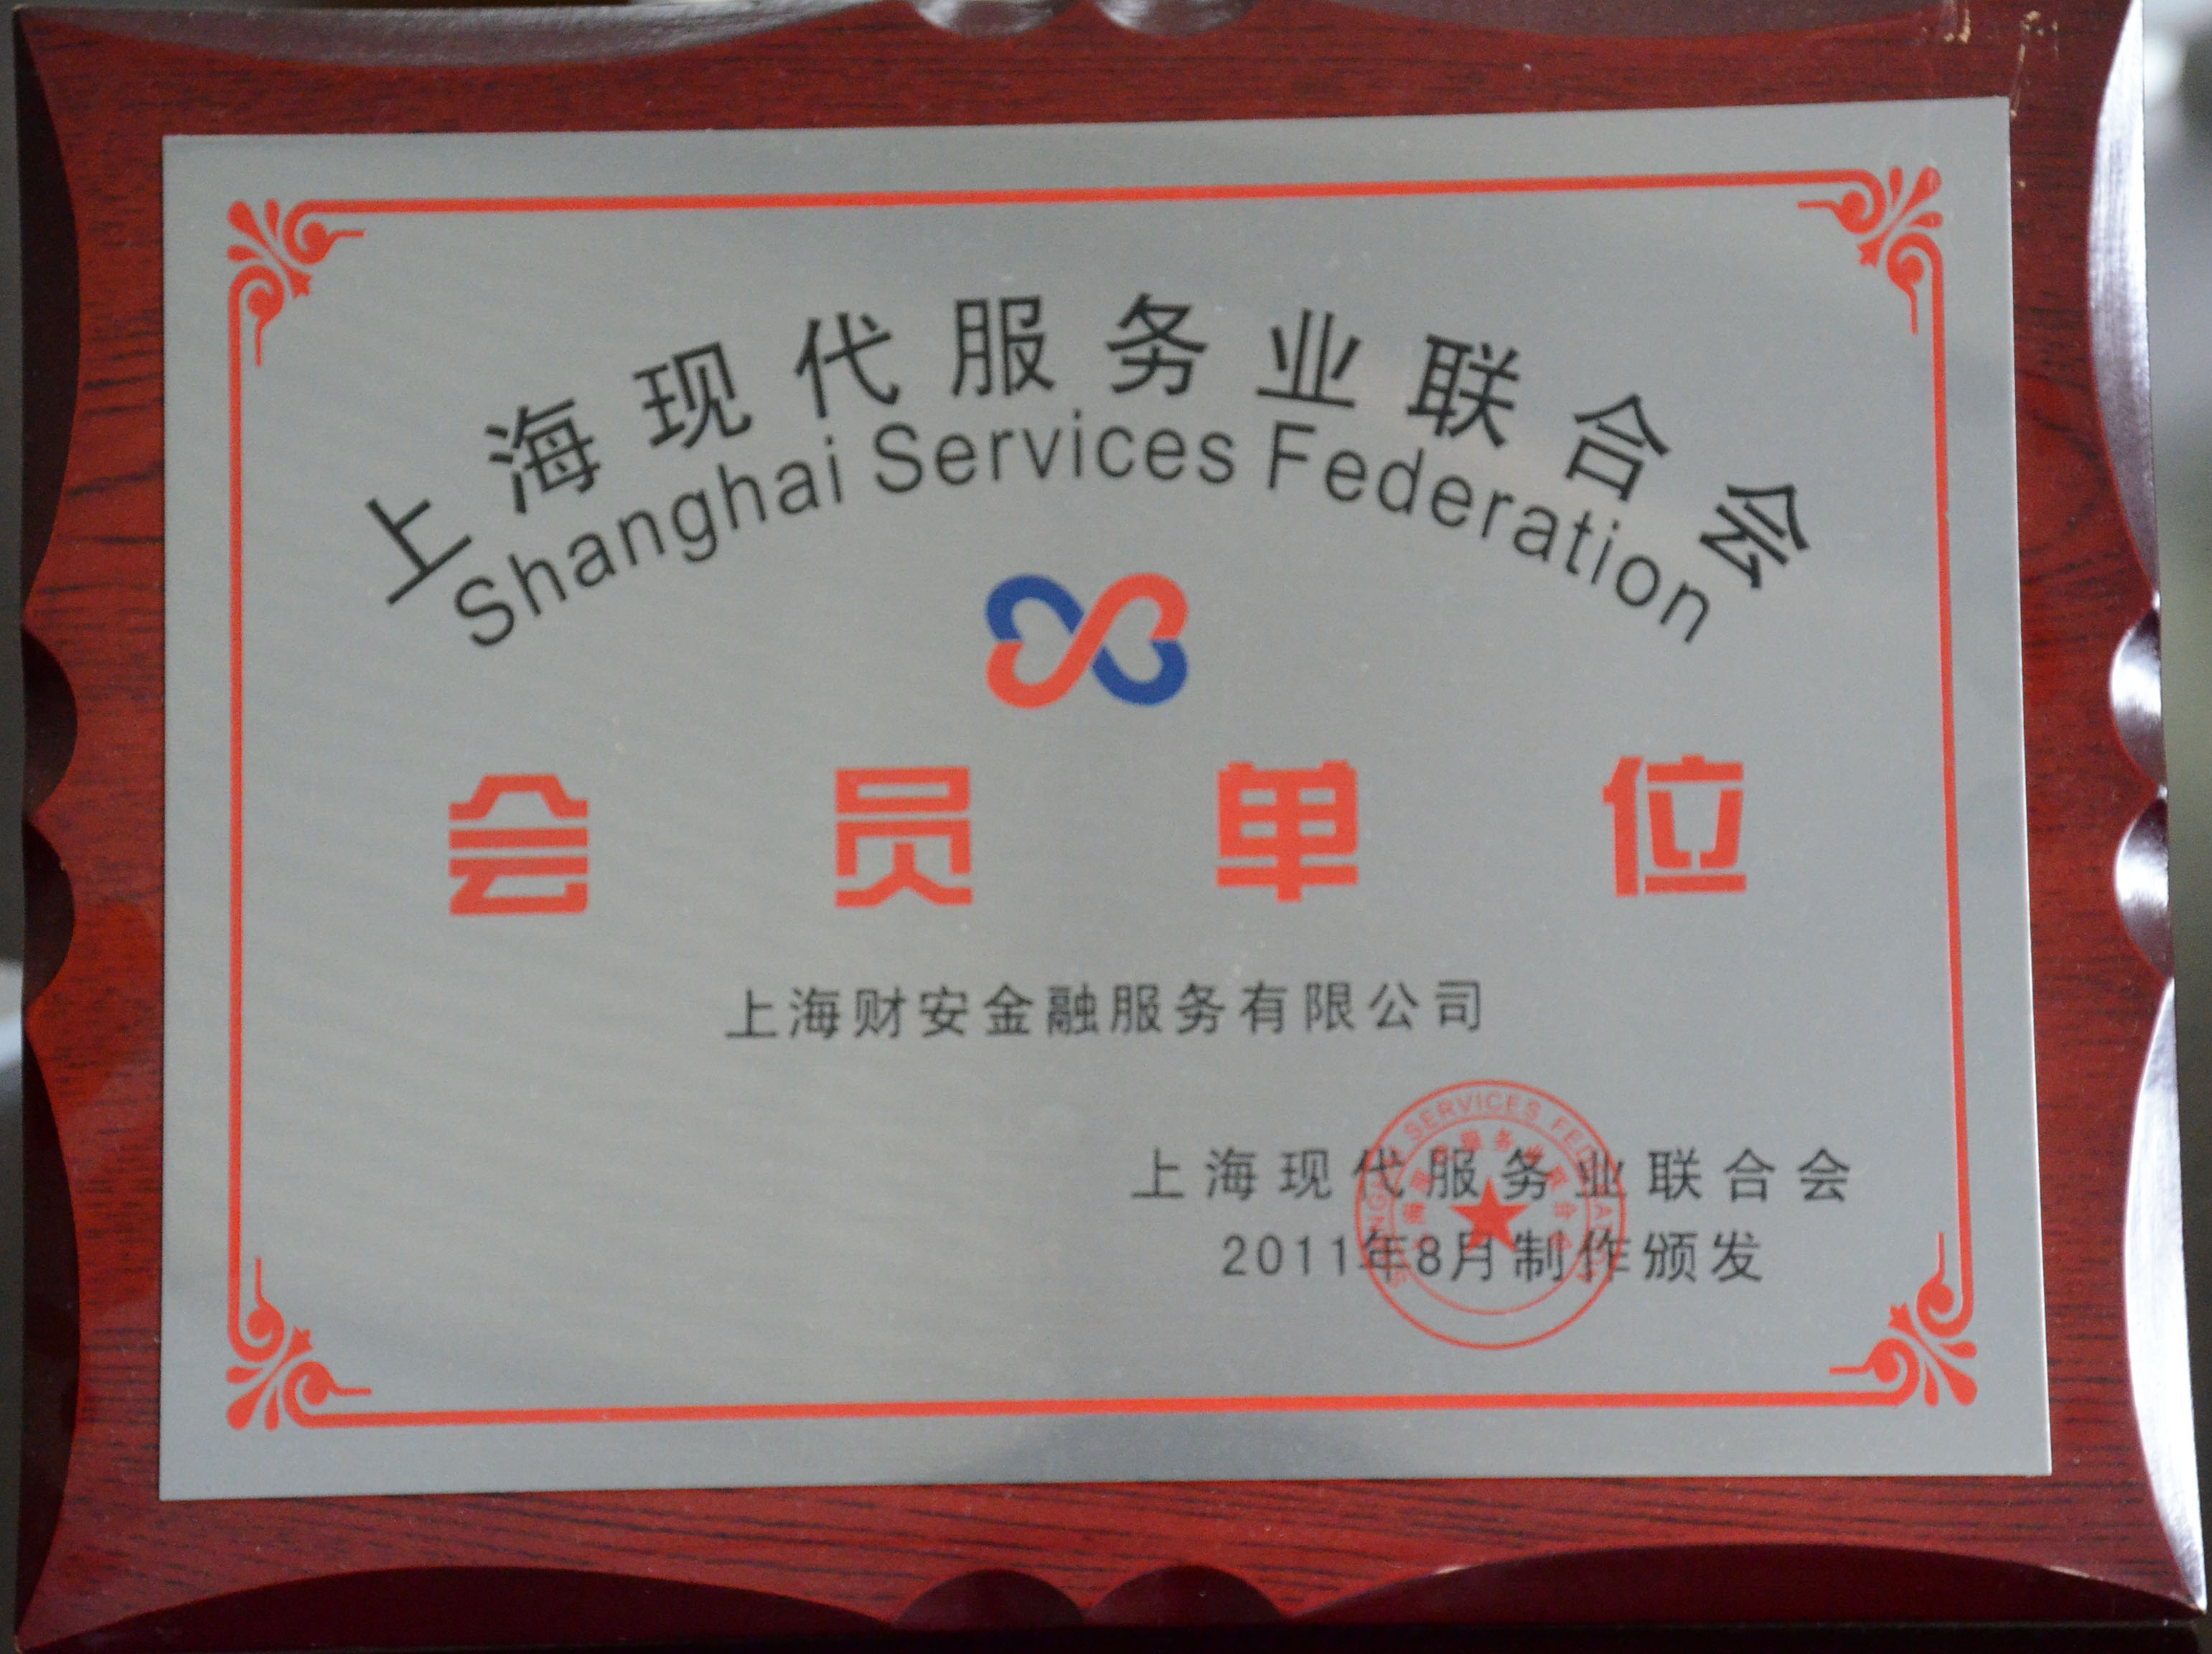 上海现代服务业联合会
Shanghai Services Federation
会员单位
上海财安金融服务有限公司
上海现代服务业联合会
2011年8月制作颁发